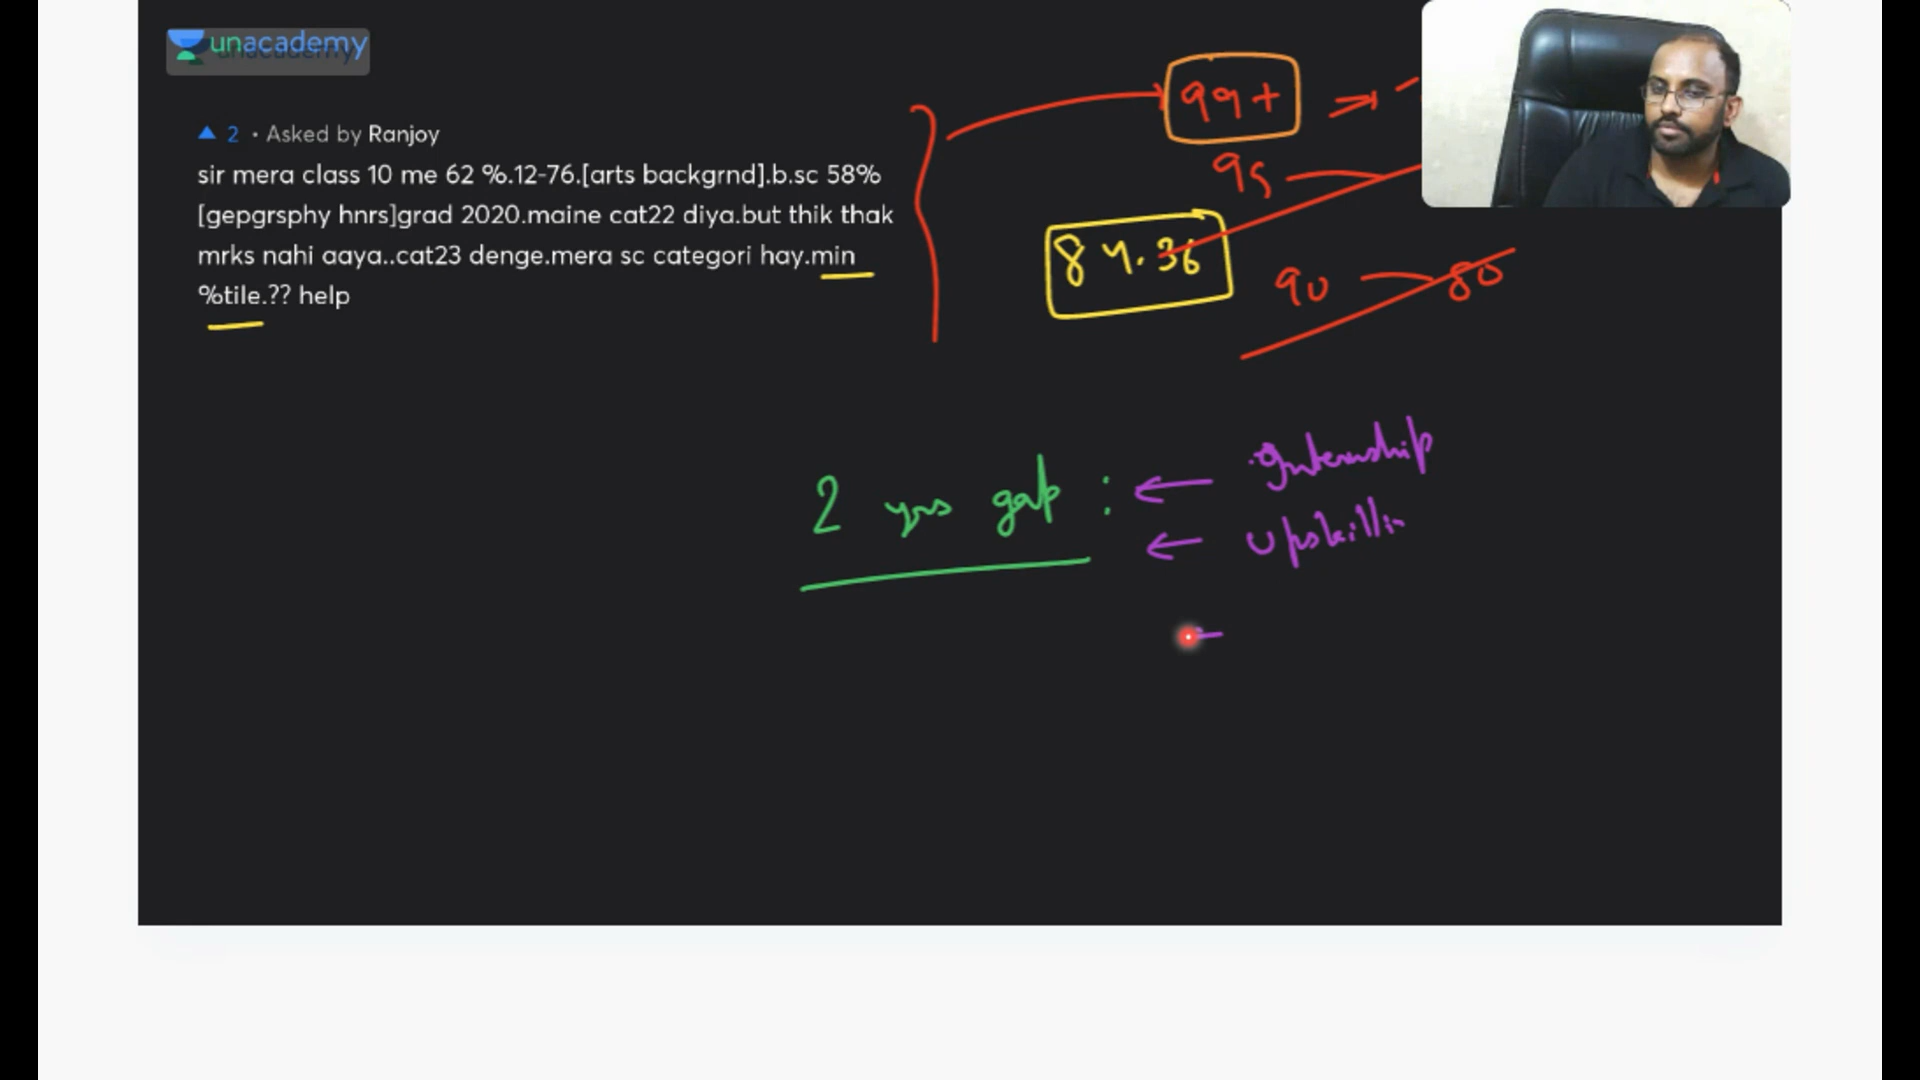 unacademy
2 • Asked by Ranjoy
sir mera class 10 me 62 %.12-76.[arts backgrnd].b.sc 58%
[gepgrsphy hnrs]grad 2020.maine cat22 diya.but thik thak
mrks nahi aaya..cat23 denge.mera sc categori hay.min
%tile.?? help
99+
95
84.36
90 80
2 yrs gap :
Internship